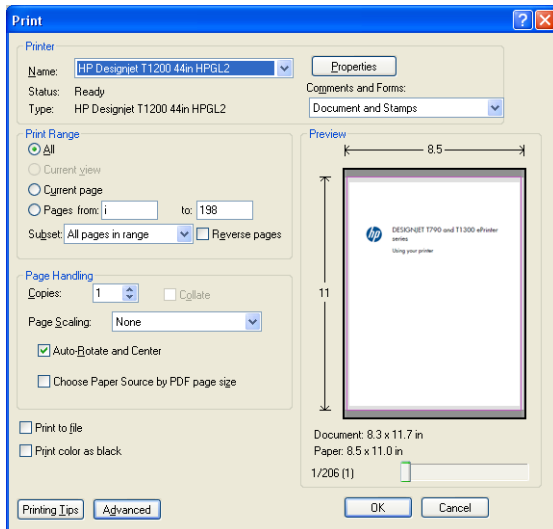 Print
Printer
Name: HP Designjet T1200 44in HPGL2 Properties
Status: Ready Comments and Forms:
Type: HP Designjet T1200 44in HPGL2 Document and Stamps
Print Range
All
Current view
Current page
Pages from: i to: 198
Subset: All pages in range Reverse pages
Page Handling
Copies: 1 Collate
Page Scaling: None
Auto-Rotate and Center
Choose Paper Source by PDF page size
Print to file
Print color as black
Printing Tips Advanced
Preview
8.5
11
hp DESIGNJET T790 and T1300 ePrinter
series
Using your printer
Document: 8.3 x 11.7 in
Paper: 8.5 x 11.0 in
1/206 (1)
OK Cancel